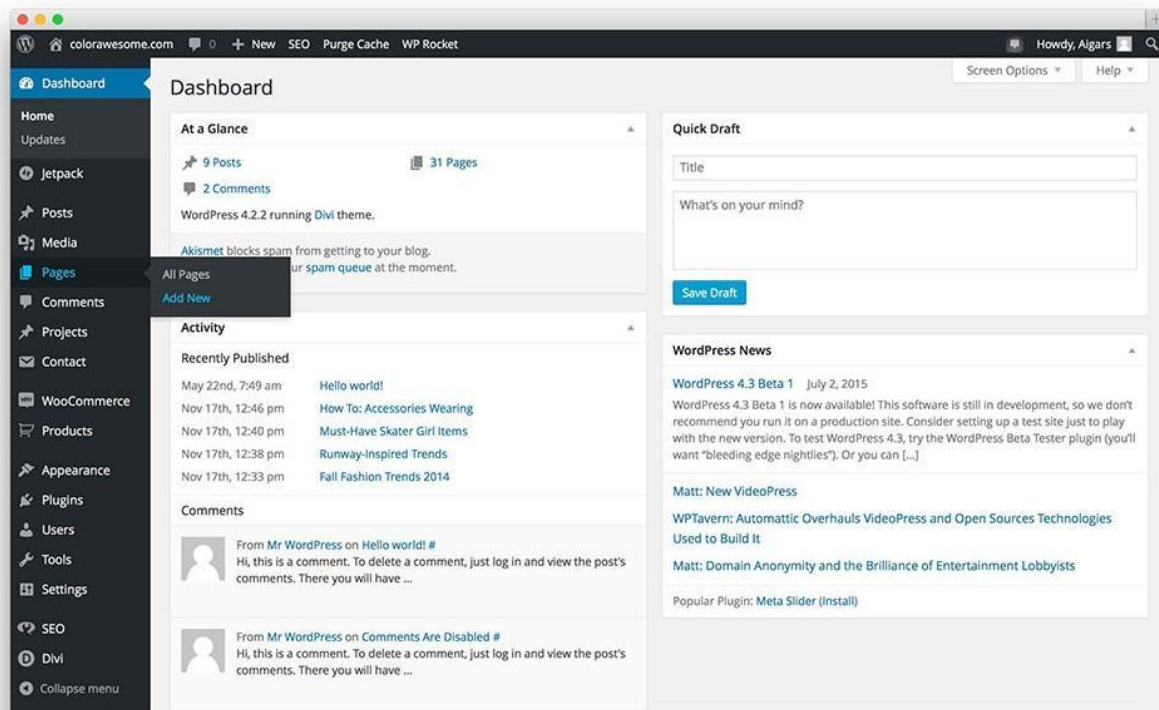 colorawesome.com 0 + New SEO Purge Cache WP Rocket
Howdy, Aigars
Screen Options
Help
Dashboard
Home
Updates
Jetpack
Posts
Media
Pages
Comments
Projects
Contact
WooCommerce
Products
Appearance
Plugins
Users
Tools
Settings
SEO
Divi
Collapse menu
All Pages
Add New
Dashboard
At a Glance
9 Posts
31 Pages
2 Comments
WordPress 4.2.2 running Divi theme.
Akismet blocks spam from getting to your blog.
ur spam queue at the moment.
Activity
Recently Published
May 22nd, 7:49 am Hello world!
Nov 17th, 12:46 pm How To: Accessories Wearing
Nov 17th, 12:40 pm Must-Have Skater Girl Items
Nov 17th, 12:38 pm Runway-Inspired Trends
Nov 17th, 12:33 pm Fall Fashion Trends 2014
Comments
From Mr WordPress on Hello world! #
Hi, this is a comment. To delete a comment, just log in and view the post's
comments. There you will have ...
From Mr WordPress on Comments Are Disabled #
Hi, this is a comment. To delete a comment, just log in and view the post's
comments. There you will have ...
Quick Draft
Title
What's on your mind?
Save Draft
WordPress News
WordPress 4.3 Beta 1 July 2, 2015
WordPress 4.3 Beta 1 is now available! This software is still in development, so we don't
recommend you run it on a production site. Consider setting up a test site just to play
with the new version. To test WordPress 4.3, try the WordPress Beta Tester plugin (you'll
want "bleeding edge nightlies"). Or you can [...]
Matt: New VideoPress
WPTavern: Automattic Overhauls VideoPress and Open Sources Technologies
Used to Build It
Matt: Domain Anonymity and the Brilliance of Entertainment Lobbyists
Popular Plugin: Meta Slider (Install)